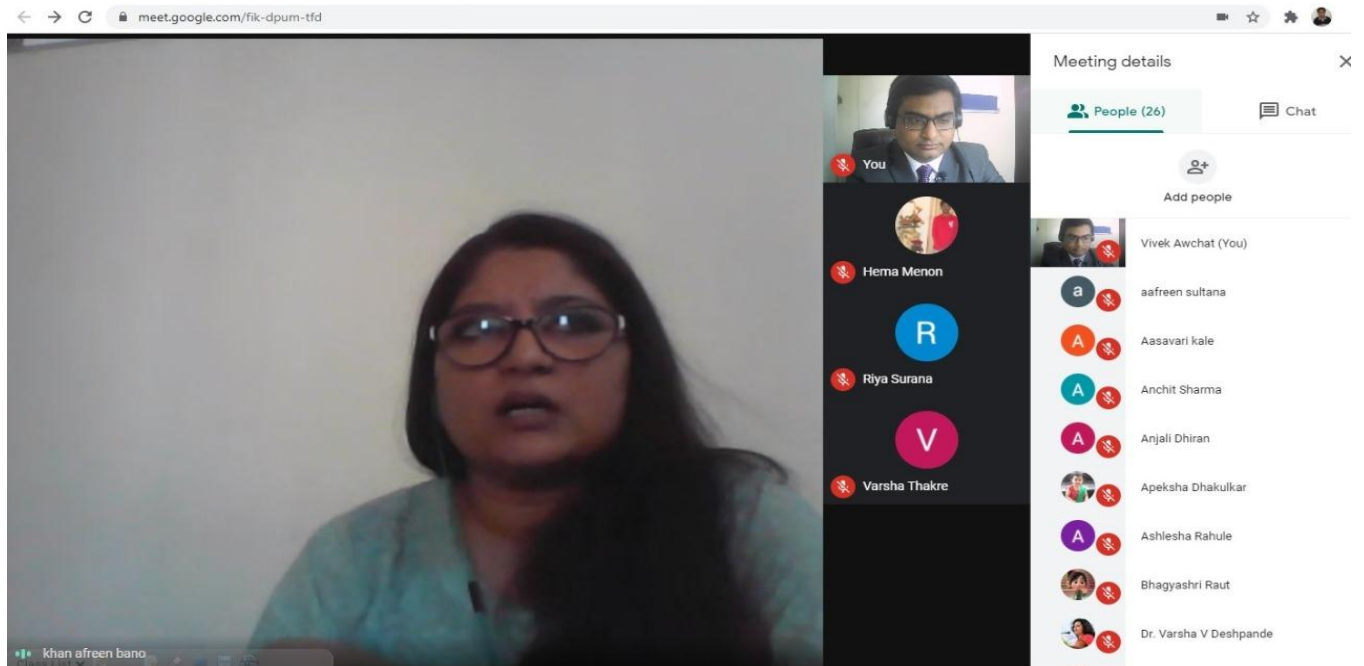 meet.google.com/fik-dpum-tfd
Meeting details
People (26)
Chat
Add people
You
Hema Menon
R
Riya Surana
V
Varsha Thakre
Vivek Awchat (You)
a
aafreen sultana
A
Aasavari kale
A
Anchit Sharma
A
Anjali Dhiran
Apeksha Dhakulkar
A
Ashlesha Rahule
Bhagyashri Raut
Dr. Varsha V Deshpande
khan afreen bano
Class List